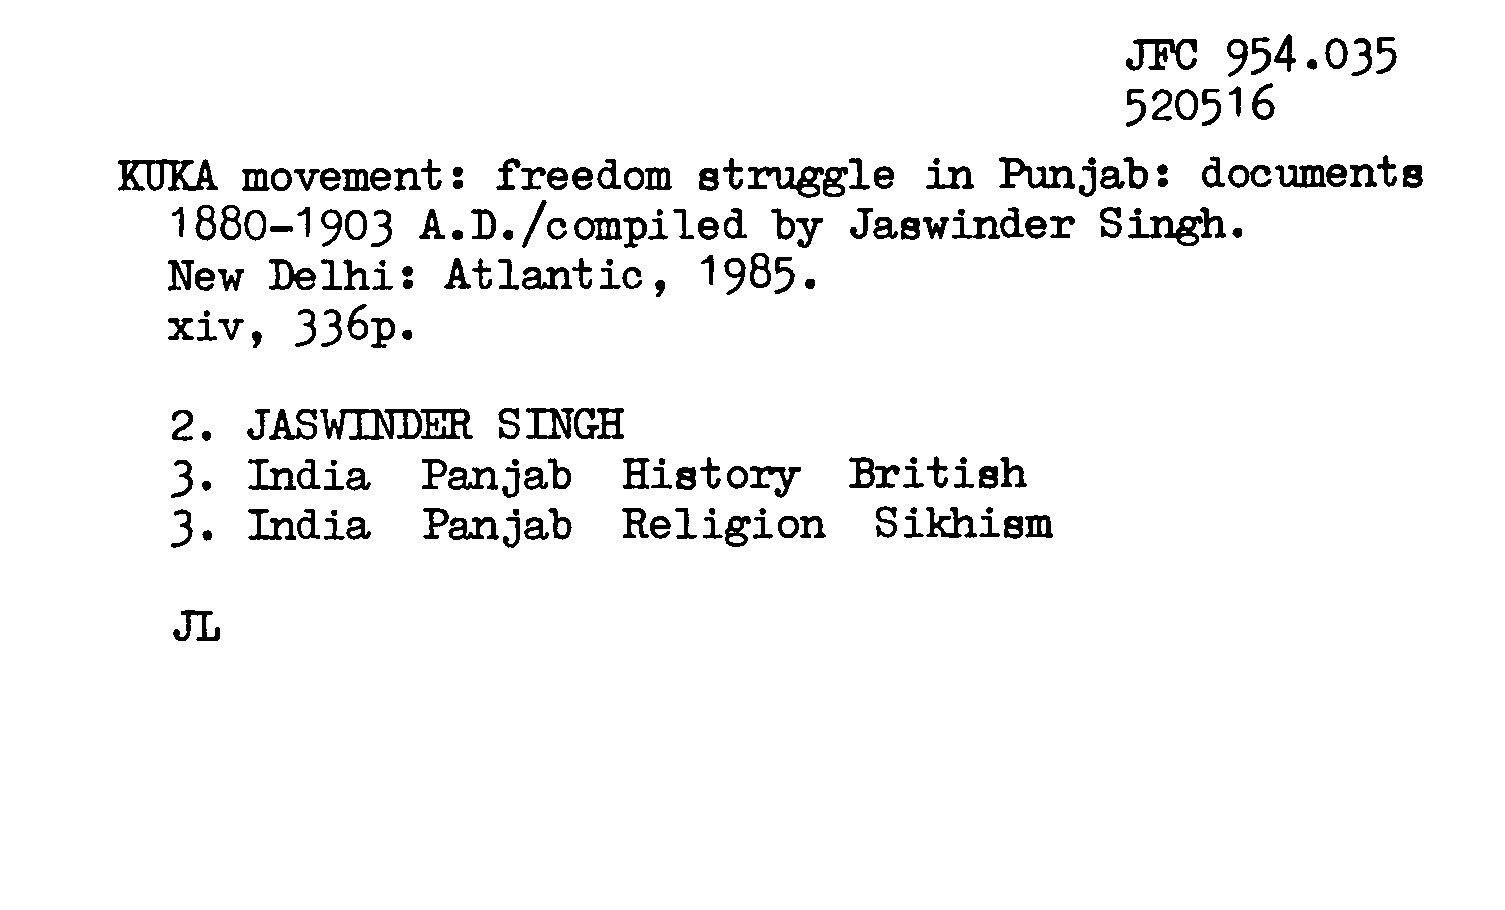 JFC 954.035
520516
KUKA movement: freedom struggle in Punjab: documents
1880-1903 A.D./compiled by Jaswinder Singh.
New Delhi: Atlantic, 1985.
xiv, 336p.
2. JASWINDER SINGH
3. India Panjab History British
3. India Panjab Religion Sikhism
JL